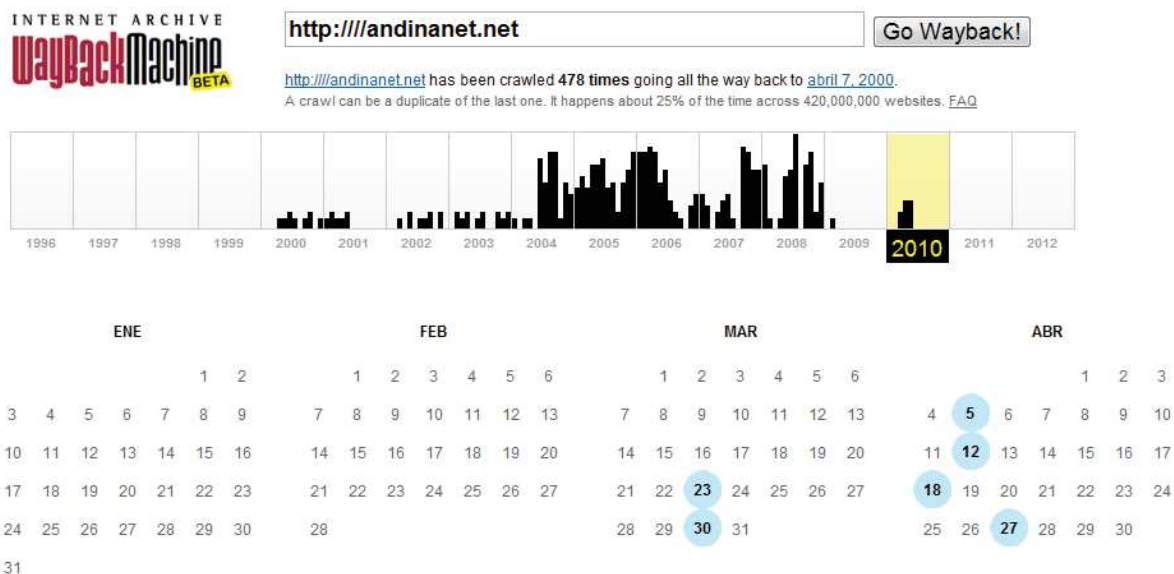 INTERNET ARCHIVE
WayBackMachine
BETA
http:////andinanet.net
Go Wayback!
http:////andinanet.net has been crawled 478 times going all the way back to abril 7, 2000.
A crawl can be a duplicate of the last one. It happens about 25% of the time across 420,000,000 websites. FAQ
1996 1997 1998 1999 2000 2001 2002 2003 2004 2005 2006 2007 2008 2009 2010 2011 2012
ENE FEB MAR ABR
1 2 1 2 3 4 5 6 1 2 3 4 5 6 1 2 3
3 4 5 6 7 8 9 7 8 9 10 11 12 13 7 8 9 10 11 12 13 4 5 6 7 8 9 10
10 11 12 13 14 15 16 14 15 16 17 18 19 20 14 15 16 17 18 19 20 11 12 13 14 15 16 17
17 18 19 20 21 22 23 21 22 23 24 25 26 27 21 22 23 24 25 26 27 18 19 20 21 22 23 24
24 25 26 27 28 29 30 28 28 29 30 31 25 26 27 28 29 30
31